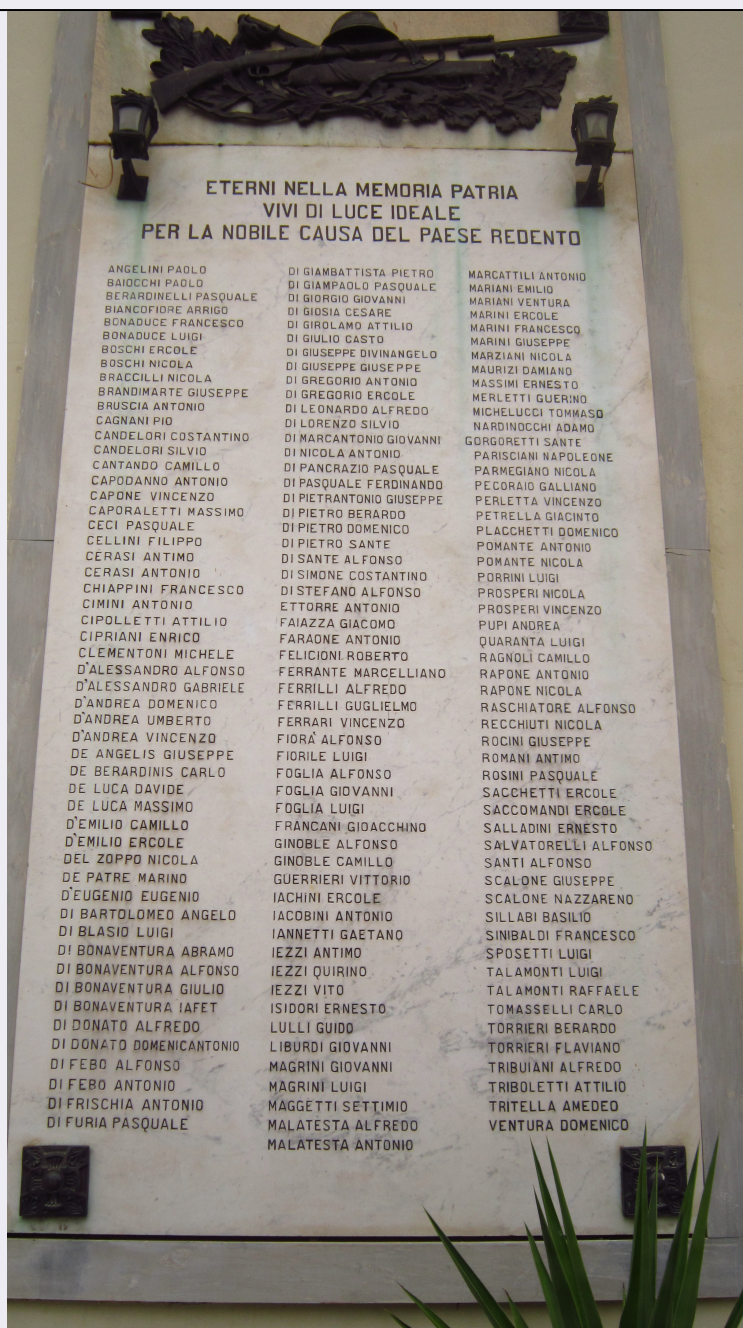 ETERNI NELLA MEMORIA PATRIA
VIVI DI LUCE IDEALE
PER LA NOBILE CAUSA DEL PAESE REDENTO
ANGELINI PAOLO
BAIOCCHI PAOLO
BERARDINELLI PASQUALE
BIANCOFIORE ARRIGO
BONADUCE FRANCESCO
BONADUCE LUIGI
BOSCHI ERCOLE
BOSCHI NICOLA
BRACCILLI NICOLA
BRANDIMARTE GIUSEPPE
BRUSCIA ANTONIO
CAGNANI PIO
CANDELORI COSTANTINO
CANDELORI SILVIO
CANTANDO CAMILLO
CAPODANNO ANTONIO
CAPONE VINCENZO
CAPORALETTI MASSIMO
CECI PASQUALE
CELLINI FILIPPO
CERASI ANTIMO
CERASI ANTONIO
CHIAPPINI FRANCESCO
CIMINI ANTONIO
CIPOLLETTI ATTILIO
CIPRIANI ENRICO
CLEMENTONI MICHELE
D'ALESSANDRO ALFONSO
D'ALESSANDRO GABRIELE
D'ANDREA DOMENICO
D'ANDREA UMBERTO
D'ANDREA VINCENZO
DE ANGELIS GIUSEPPE
DE BERARDINIS CARLO
DE LUCA DAVIDE
DE LUCA MASSIMO
D'EMILIO CAMILLO
D'EMILIO ERCOLE
DEL ZOPPO NICOLA
DE PATRE MARINO
D'EUGENIO EUGENIO
DI BARTOLOMEO ANGELO
DI BLASIO LUIGI
DI BONAVENTURA ABRAMO
DI BONAVENTURA ALFONSO
DI BONAVENTURA GIULIO
DI BONAVENTURA IAFET
DI DONATO ALFREDO
DI DONATO DOMENICANTONIO
DI FEBO ALFONSO
DI FEBO ANTONIO
DI FRISCHIA ANTONIO
DI FURIA PASQUALE
DI GIAMBATTISTA PIETRO
DI GIAMPAOLO PASQUALE
DI GIORGIO GIOVANNI
DI GIOSIA CESARE
DI GIROLAMO ATTILIO
DI GIULIO CASTO
DI GIUSEPPE DIVINANGELO
DI GIUSEPPE GIUSEPPE
DI GREGORIO ANTONIO
DI GREGORIO ERCOLE
DI LEONARDO ALFREDO
DI LORENZO SILVIO
DI MARCANTONIO GIOVANNI
DI NICOLA ANTONIO
DI PANCRAZIO PASQUALE
DI PASQUALE FERDINANDO
DI PIETRANTONIO GIUSEPPE
DI PIETRO BERARDO
DI PIETRO DOMENICO
DI PIETRO SANTE
DI SANTE ALFONSO
DI SIMONE COSTANTINO
DI STEFANO ALFONSO
ETTORRE ANTONIO
FAIAZZA GIACOMO
FARAONE ANTONIO
FELICIONI ROBERTO
FERRANTE MARCELLIANO
FERRILLI ALFREDO
FERRILLI GUGLIELMO
FERRARI VINCENZO
FIORA' ALFONSO
FIORILE LUIGI
FOGLIA ALFONSO
FOGLIA GIOVANNI
FOGLIA LUIGI
FRANCANI GIOACCHINO
GINOBLE ALFONSO
GINOBLE CAMILLO
GUERRIERI VITTORIO
IACHINI ERCOLE
IACOBINI ANTONIO
IANNETTI GAETANO
IEZZI ANTIMO
IEZZI QUIRINO
IEZZI VITO
ISIDORI ERNESTO
LULLI GUIDO
LIBURDI GIOVANNI
MAGRINI GIOVANNI
MAGRINI LUIGI
MAGGETTI SETTIMIO
MALATESTA ALFREDO
MALATESTA ANTONIO
MARCATTILI ANTONIO
MARIANI EMILIO
MARIANI VENTURA
MARINI ERCOLE
MARINI FRANCESCO
MARINI GIUSEPPE
MARZIANI NICOLA
MAURIZI DAMIANO
MASSIMI ERNESTO
MERLETTI GUERINO
MICHELUCCI TOMMASO
NARDINOCCHI ADAMO
GORGORETTI SANTE
PARISCIANI NAPOLEONE
PARMEGIANO NICOLA
PECORAIO GALLIANO
PERLETTA VINCENZO
PETRELLA GIACINTO
PLACCHETTI DOMENICO
POMANTE ANTONIO
POMANTE NICOLA
PORRINI LUIGI
PROSPERI NICOLA
PROSPERI VINCENZO
PUPI ANDREA
QUARANTA LUIGI
RAGNOLI CAMILLO
RAPONE ANTONIO
RAPONE NICOLA
RASCHIATORE ALFONSO
RECCHIUTI NICOLA
ROCINI GIUSEPPE
ROMANI ANTIMO
ROSINI PASQUALE
SACCHETTI ERCOLE
SACCOMANDI ERCOLE
SALLADINI ERNESTO
SALVATORELLI ALFONSO
SANTI ALFONSO
SCALONE GIUSEPPE
SCALONE NAZZARENO
SILLABI BASILIO
SINIBALDI FRANCESCO
SPOSETTI LUIGI
TALAMONTI LUIGI
TALAMONTI RAFFAELE
TOMASSELLI CARLO
TORRIERI BERARDO
TORRIERI FLAVIANO
TRIBUIANI ALFREDO
TRIBOLETTI ATTILIO
TRITELLA AMEDEO
VENTURA DOMENICO